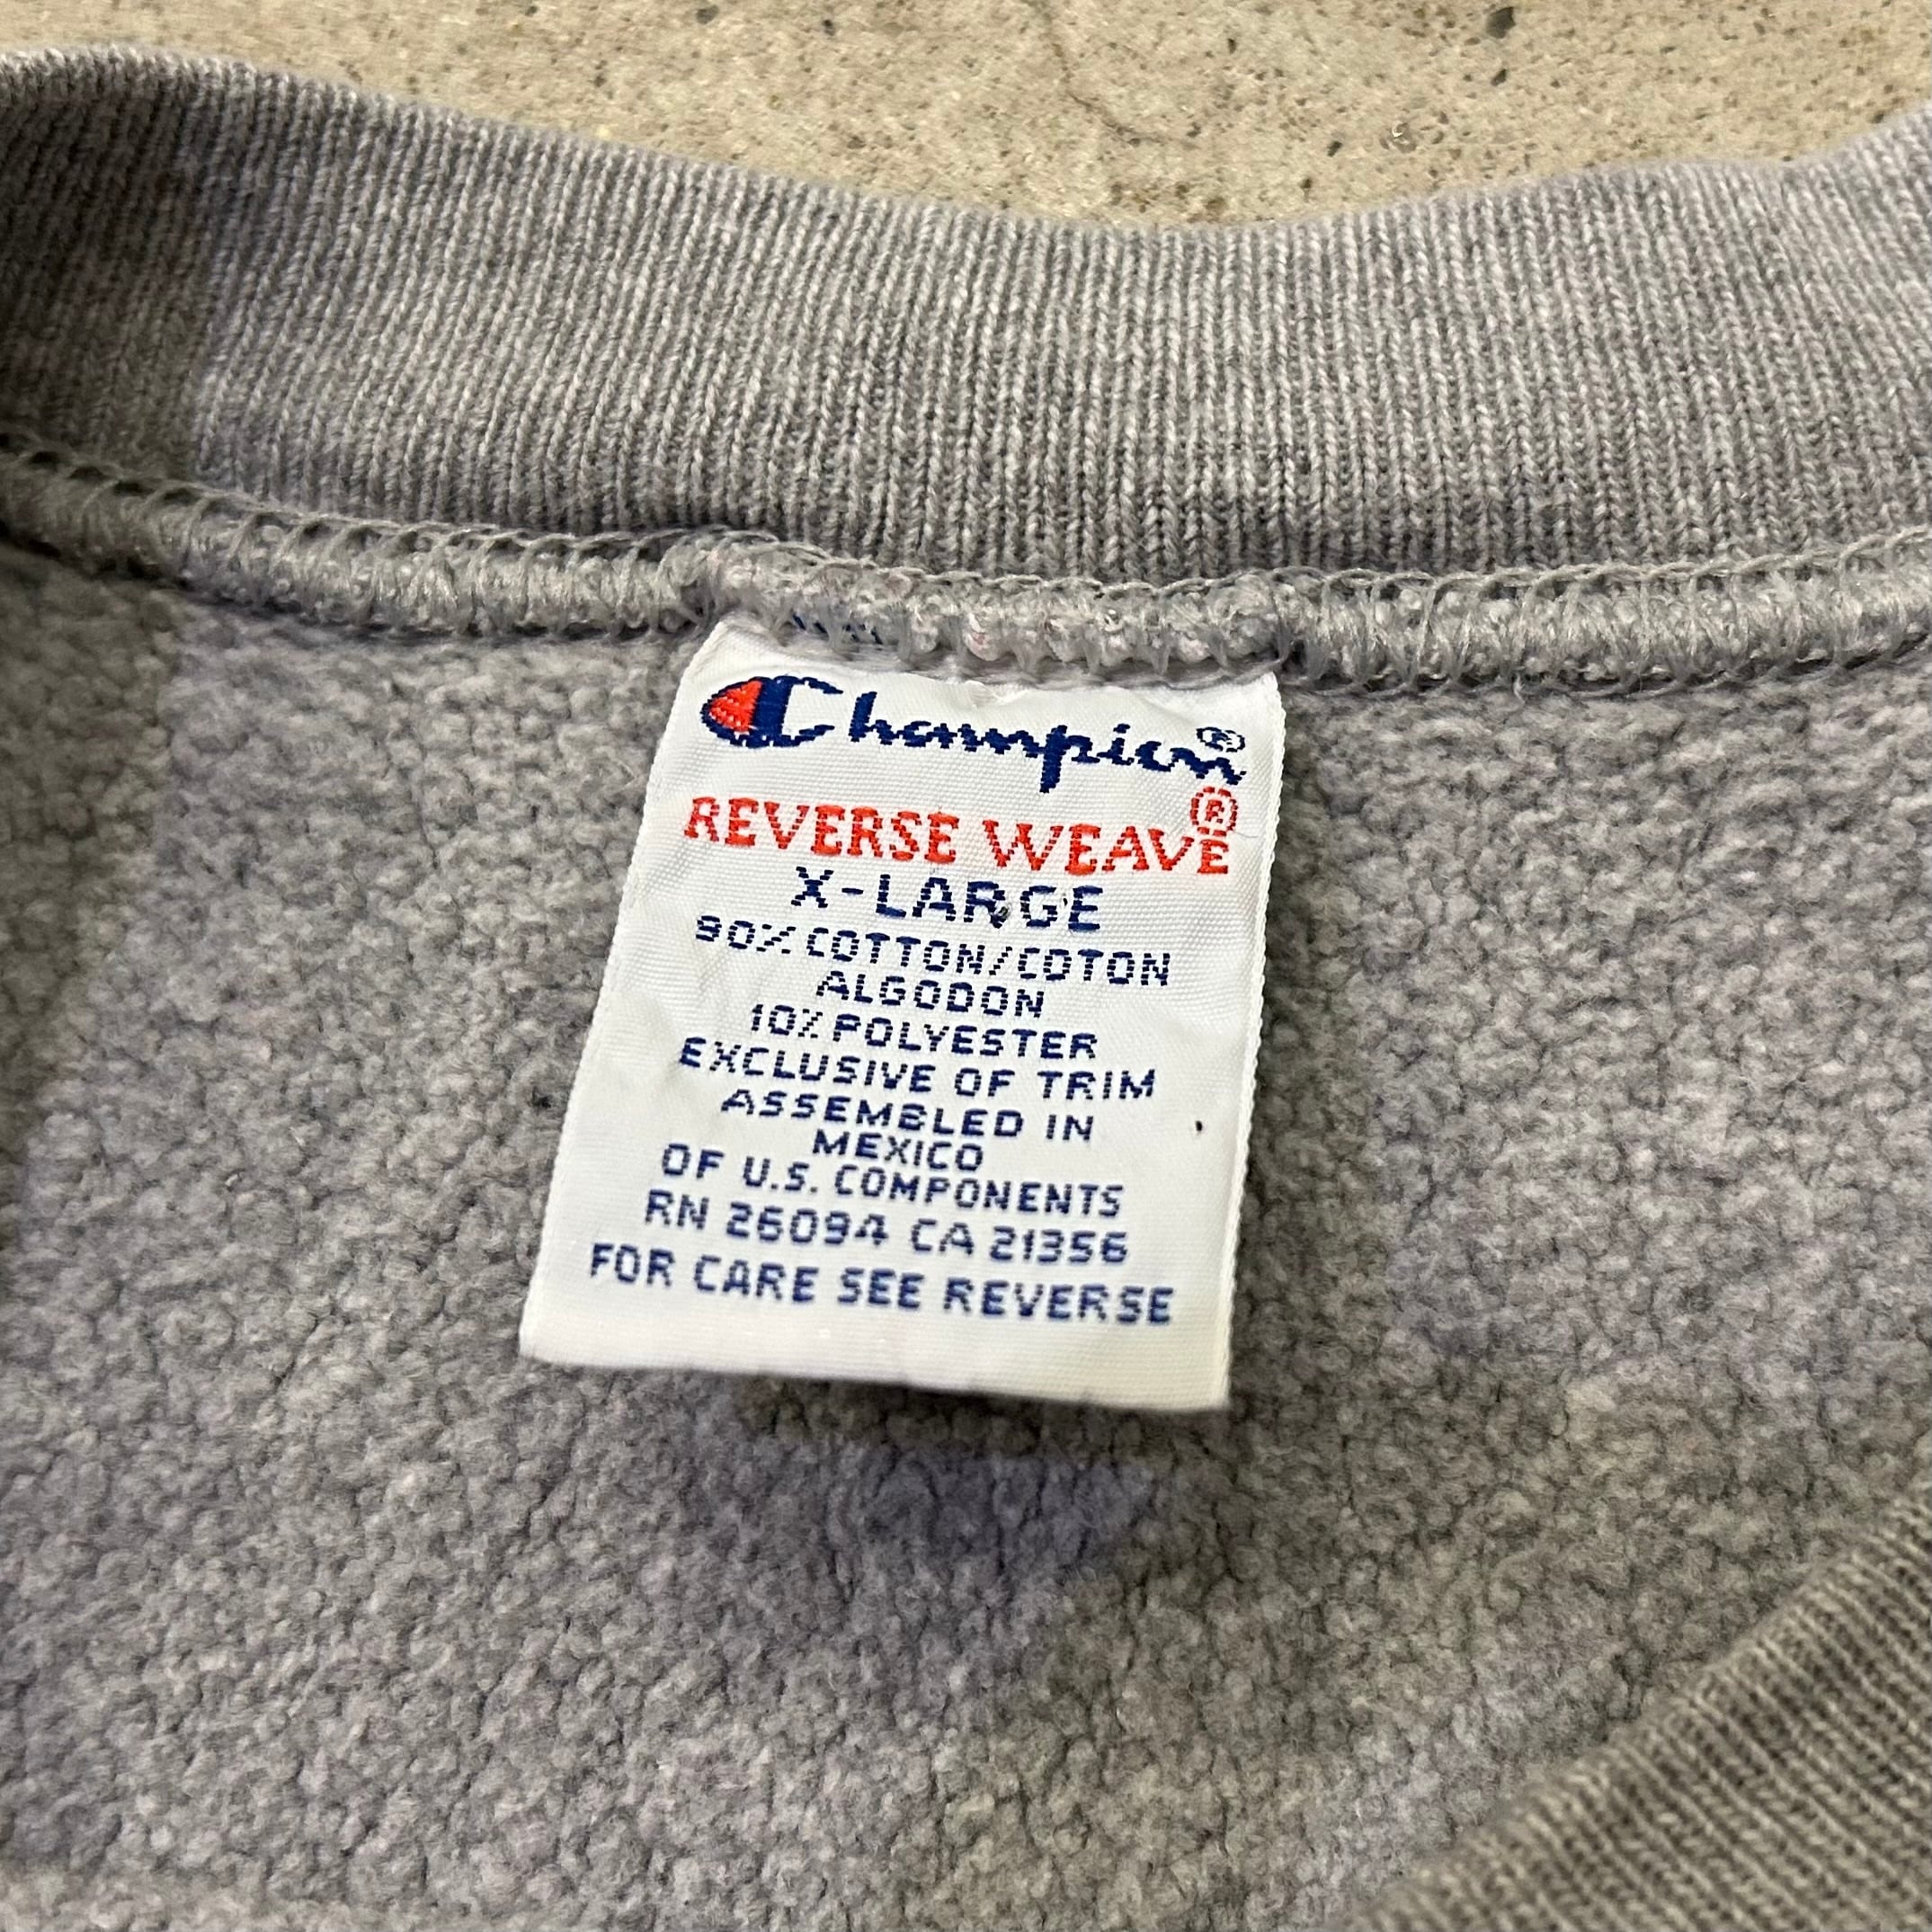 Champion®
REVERSE WEAVE®
X-LARGE
90% COTTON/COTON
ALGODON
10% POLYESTER
EXCLUSIVE OF TRIM
ASSEMBLED IN
MEXICO
OF U.S. COMPONENTS
RN 26094 CA 21356
FOR CARE SEE REVERSE